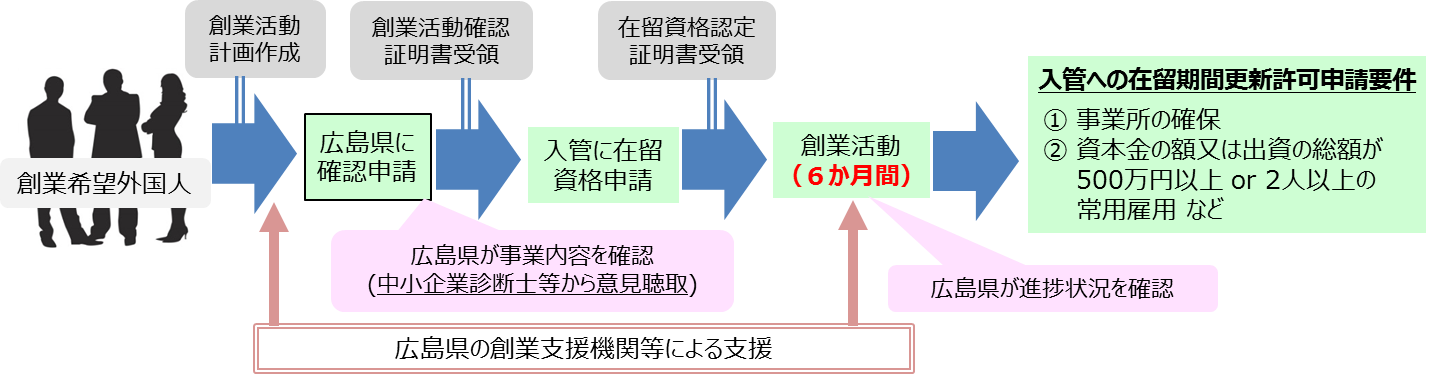 創業活動
計画作成
創業活動確認
証明書受領
在留資格認定
証明書受領
創業希望外国人
広島県に
確認申請
入管に在留
資格申請
創業活動
（６か月間）
入管への在留期間更新許可申請要件
① 事業所の確保
② 資本金の額又は出資の総額が
500万円以上 or 2人以上の
常用雇用 など
広島県が事業内容を確認
(中小企業診断士等から意見聴取)
広島県が進捗状況を確認
広島県の創業支援機関等による支援